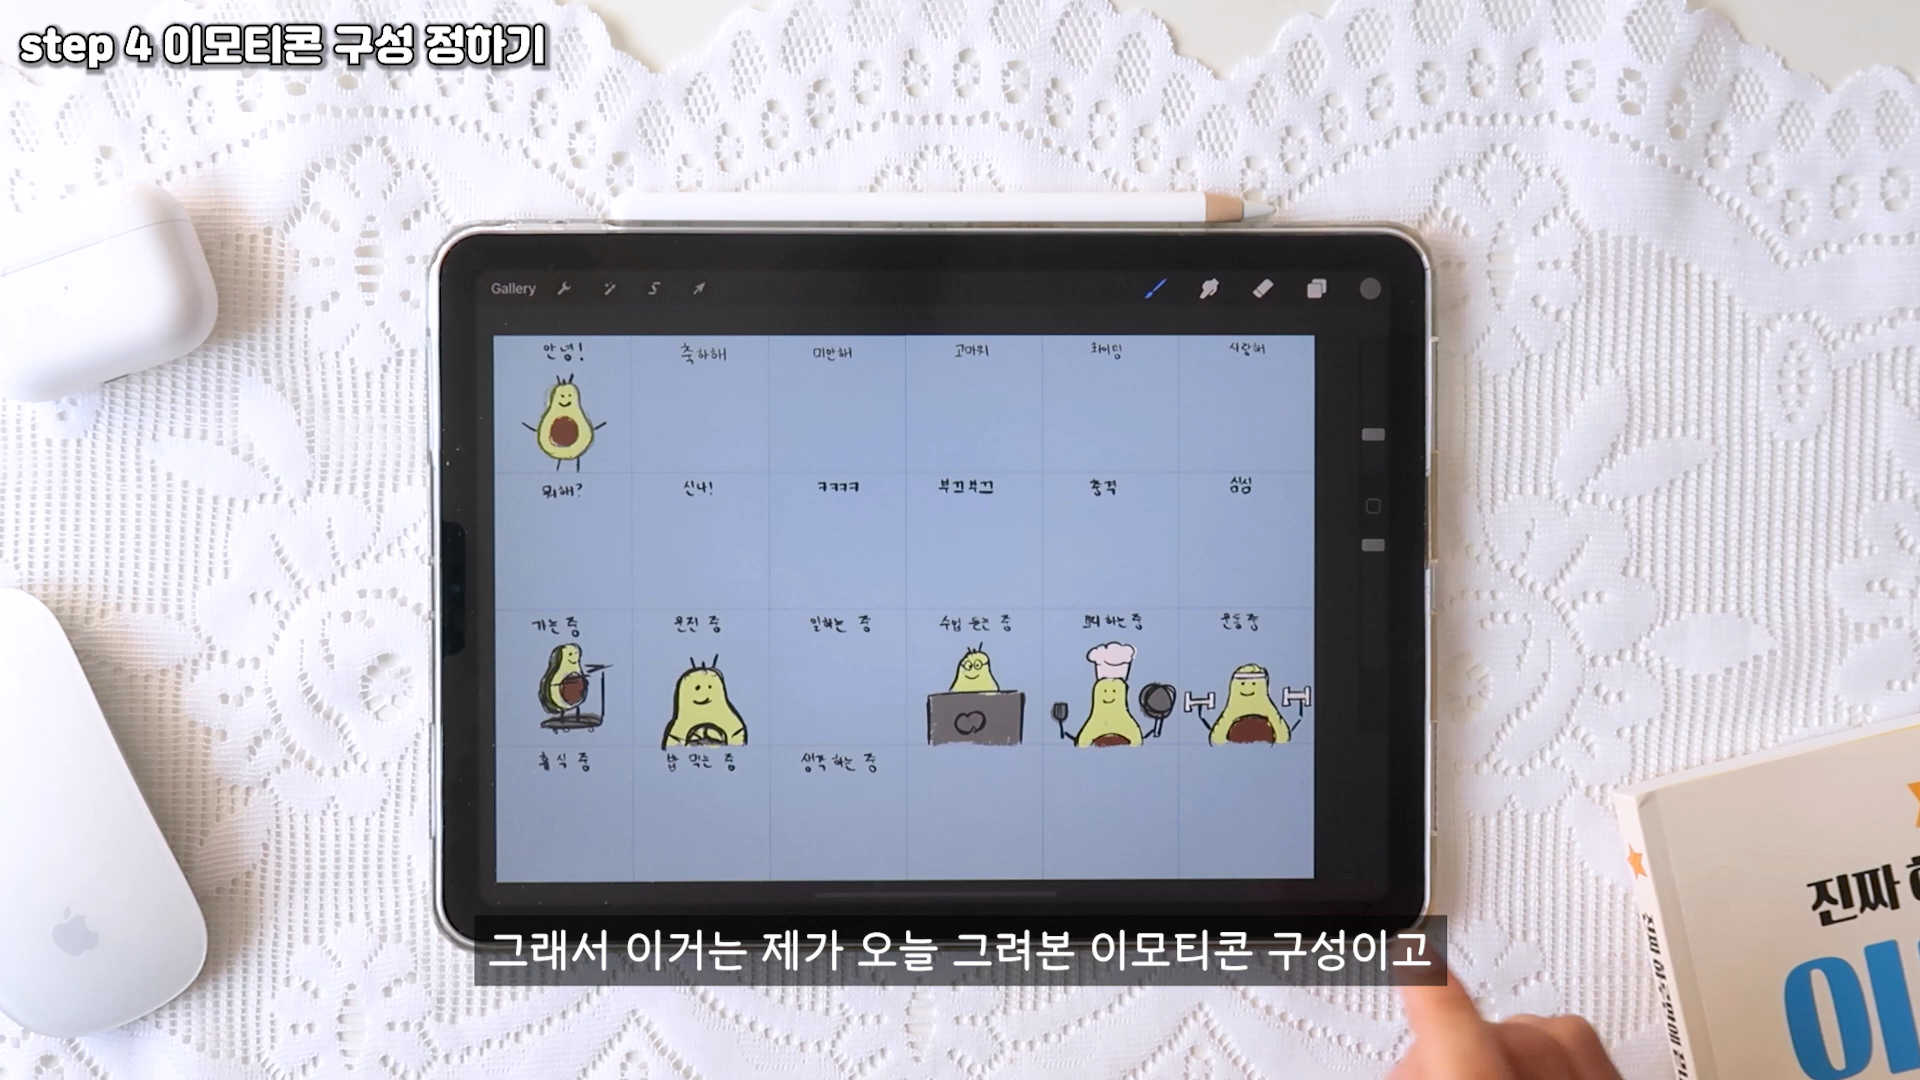 step 4 이모티콘 구성 정하기
Gallery
안녕!
축하해
미안해
고마워
화이팅
사랑해
뭐해?
신나!
ㅋㅋㅋㅋ
부끄부끄
충격
심심
가는 중
운전 중
일하는 중
수업 듣는 중
요리 하는 중
운동 중
휴식 중
밥 먹는 중
생각 하는 중
진짜
이
그래서 이거는 제가 오늘 그려본 이모티콘 구성이고